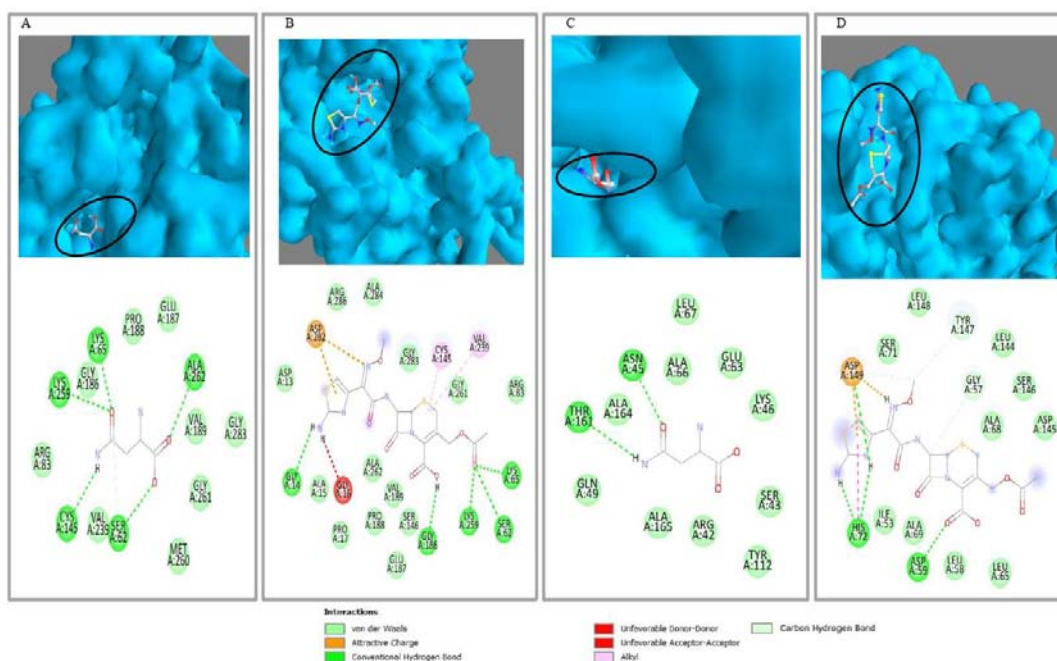 A
B
C
D
GLU
A:187
PRO
A:188
LYS
A:65
GLY
A:186
LYS
A:259
ALA
A:262
VAL
A:189
GLY
A:283
ARG
A:83
GLY
A:261
CYS
A:145
VAL
A:239
SER
A:62
MET
A:260
H
N
O
ARG
A:286
ALA
A:284
ASP
A:282
GLY
A:283
CYS
A:145
VAL
A:239
ASP
A:13
GLY
A:261
ARG
A:83
GLY
A:14
ALA
A:15
ALA
A:262
VAL
A:189
LYS
A:65
PRO
A:17
PRO
A:188
SER
A:146
GLY
A:186
LYS
A:259
SER
A:62
GLU
A:187
LEU
A:67
ASN
A:45
ALA
A:66
GLU
A:63
THR
A:161
ALA
A:164
LYS
A:46
GLN
A:49
SER
A:43
ALA
A:165
ARG
A:42
TYR
A:112
LEU
A:148
TYR
A:147
SER
A:71
LEU
A:144
ASP
A:149
GLY
A:57
SER
A:146
ALA
A:68
ASP
A:145
HIS
A:72
ILE
A:53
ALA
A:69
ASP
A:59
LEU
A:58
LEU
A:65
Interactions
van der Waals
Attractive Charge
Conventional Hydrogen Bond
Unfavorable Donor-Donor
Unfavorable Acceptor-Acceptor
Alkyl
Carbon Hydrogen Bond